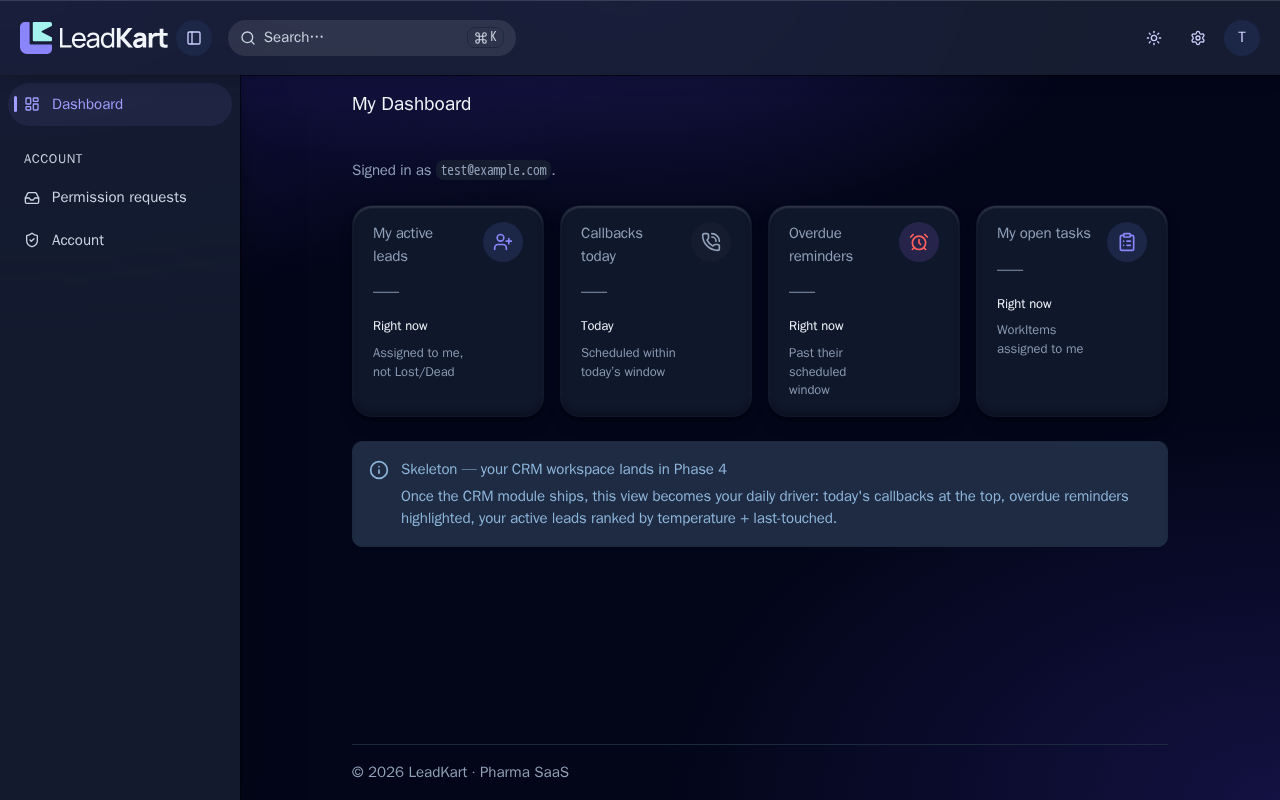 LeadKart
Search···
⌘K
T
Dashboard
ACCOUNT
Permission requests
Account
My Dashboard
Signed in as test@example.com.
My active
leads
—
Right now
Assigned to me,
not Lost/Dead
Callbacks
today
—
Today
Scheduled within
today's window
Overdue
reminders
—
Right now
Past their
scheduled
window
My open tasks
—
Right now
WorkItems
assigned to me
Skeleton — your CRM workspace lands in Phase 4
Once the CRM module ships, this view becomes your daily driver: today's callbacks at the top, overdue reminders
highlighted, your active leads ranked by temperature + last-touched.
© 2026 LeadKart · Pharma SaaS